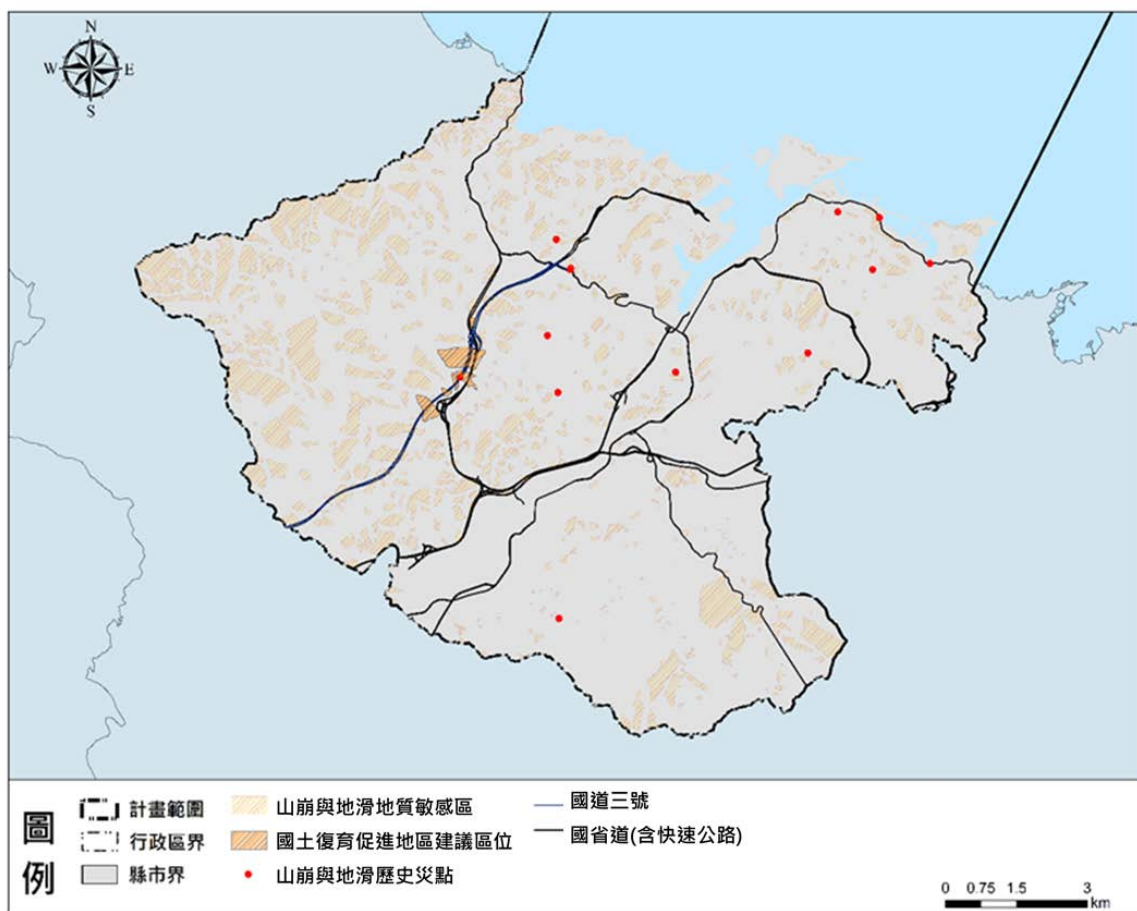 N
W E
S
圖例
計畫範圍
行政區界
縣市界
山崩與地滑地質敏感區
國土復育促進地區建議區位
山崩與地滑歷史災點
國道三號
國省道(含快速公路)
0 0.75 1.5 3
km